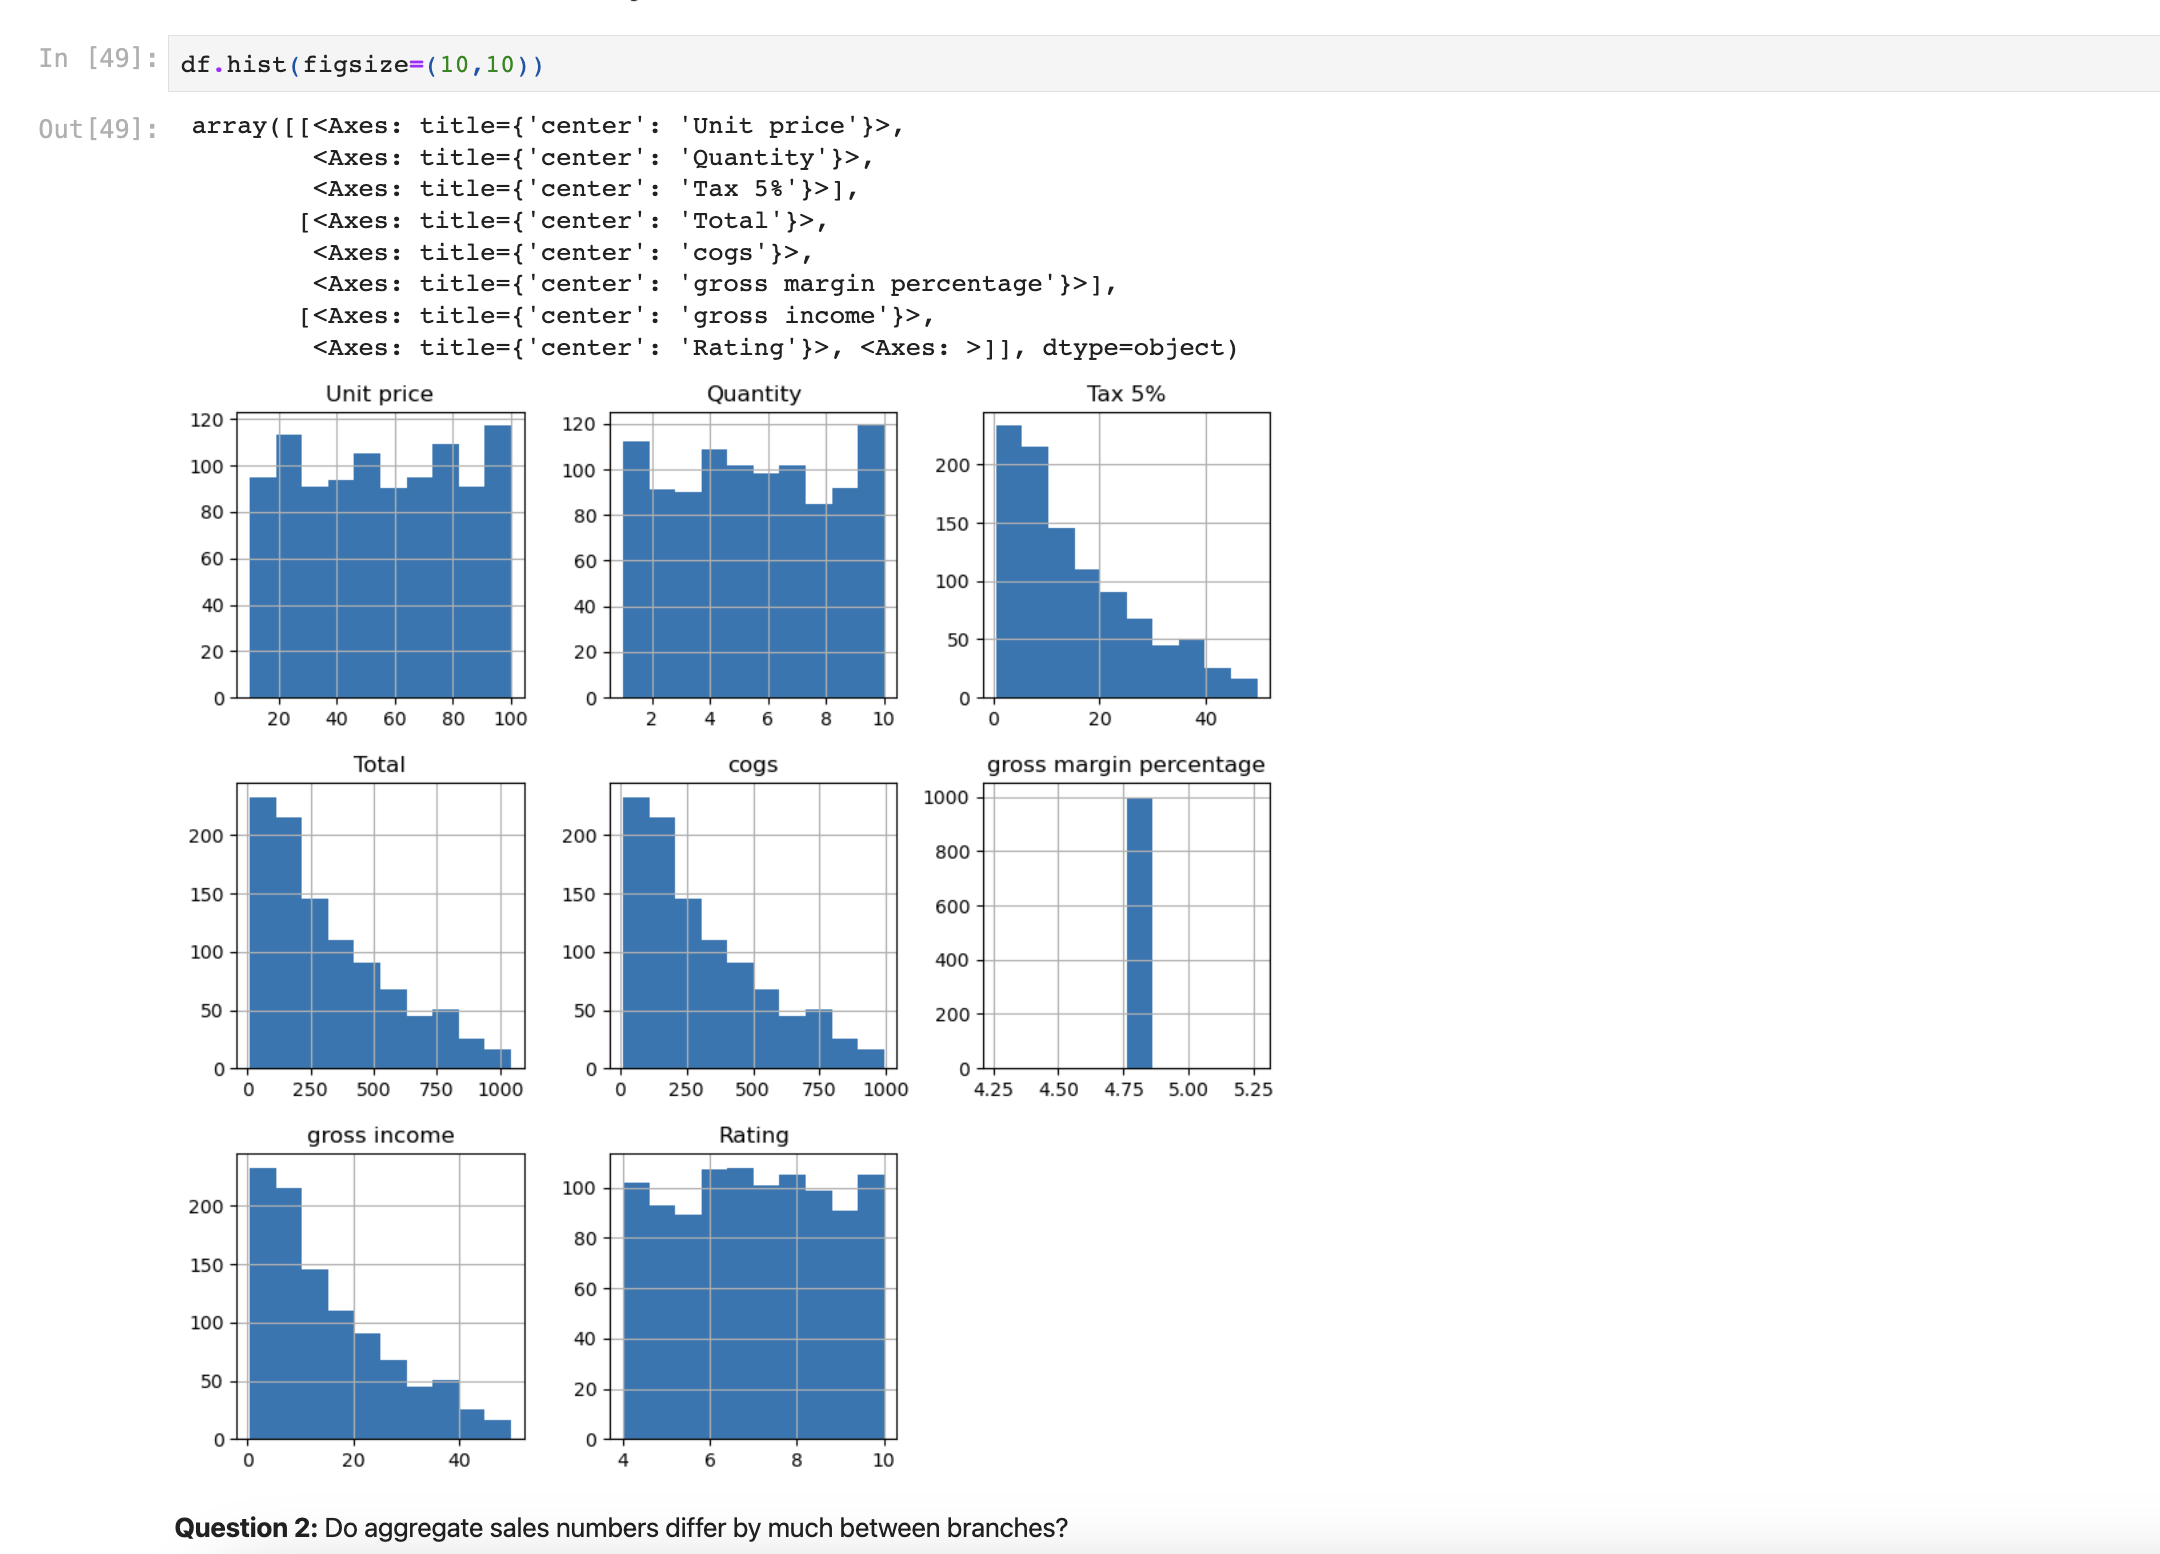 In [49]: df.hist(figsize=(10,10))
Out[49]: array([[<Axes: title={'center': 'Unit price'}>,
<Axes: title={'center': 'Quantity'}>,
<Axes: title={'center': 'Tax 5%'}>],
[<Axes: title={'center': 'Total'}>,
<Axes: title={'center': 'cogs'}>,
<Axes: title={'center': 'gross margin percentage'}>],
[<Axes: title={'center': 'gross income'}>,
<Axes: title={'center': 'Rating'}>, <Axes: >]], dtype=object)
Unit price
120
100
80
60
40
20
0
20 40 60 80 100
Quantity
120
100
80
60
40
20
0
2 4 6 8 10
Tax 5%
200
150
100
50
0
0 20 40
Total
200
150
100
50
0
0 250 500 750 1000
cogs
200
150
100
50
0
0 250 500 750 1000
gross margin percentage
1000
800
600
400
200
0
4.25 4.50 4.75 5.00 5.25
gross income
200
150
100
50
0
0 20 40
Rating
100
80
60
40
20
0
4 6 8 10
Question 2: Do aggregate sales numbers differ by much between branches?